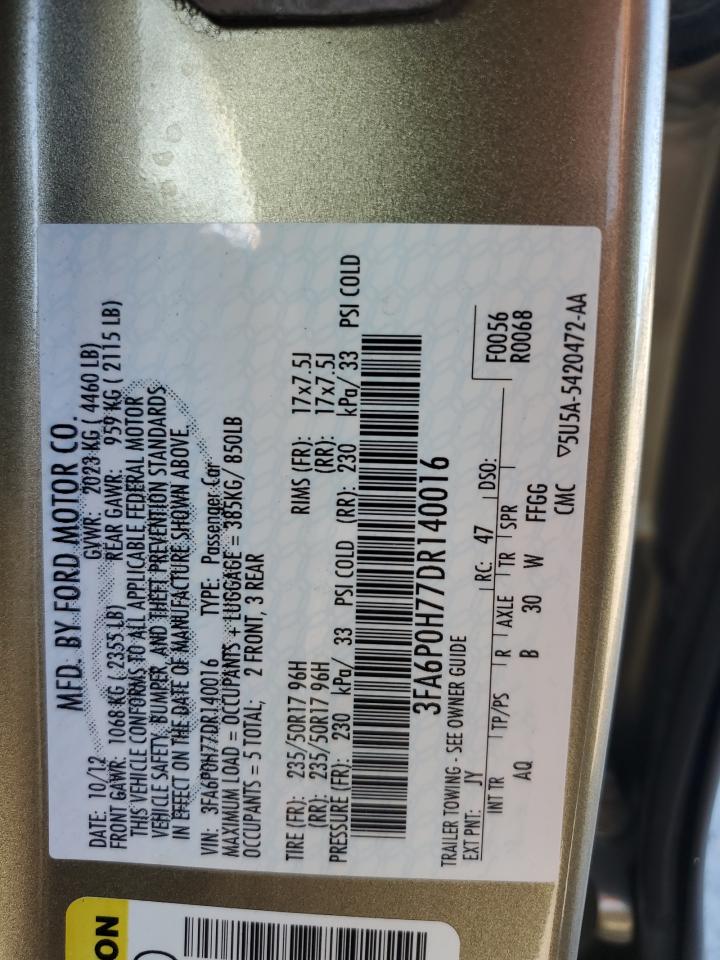 MFD. BY FORD MOTOR CO.
DATE: 10/12 GVWR: 2023 KG ( 4460 LB)
FRONT GAWR: 1068 KG ( 2355 LB) REAR GAWR: 959 KG ( 2115 LB)
THIS VEHICLE CONFORMS TO ALL APPLICABLE FEDERAL MOTOR
VEHICLE SAFETY, BUMPER, AND THEFT PREVENTION STANDARDS
IN EFFECT ON THE DATE OF MANUFACTURE SHOWN ABOVE.
VIN: 3FA6P0H77DR140016 TYPE: Passenger Car
MAXIMUM LOAD = OCCUPANTS + LUGGAGE = 385KG/ 850LB
OCCUPANTS = 5 TOTAL; 2 FRONT, 3 REAR
TIRE (FR): 235/50R17 96H RIMS (FR): 17x7.5J
(RR): 235/50R17 96H (RR): 17x7.5J
PRESSURE (FR): 230 kPa/ 33 PSI COLD (RR): 230 kPa/ 33 PSI COLD
3FA6P0H77DR140016
TRAILER TOWING - SEE OWNER GUIDE
EXT PNT: JY RC: 47 DSO: F0056
R0068
INT TR TP/PS R AXLE TR SPR
AQ B 30 W FFGG
CMC ▽5U5A-5420472-AA
ON